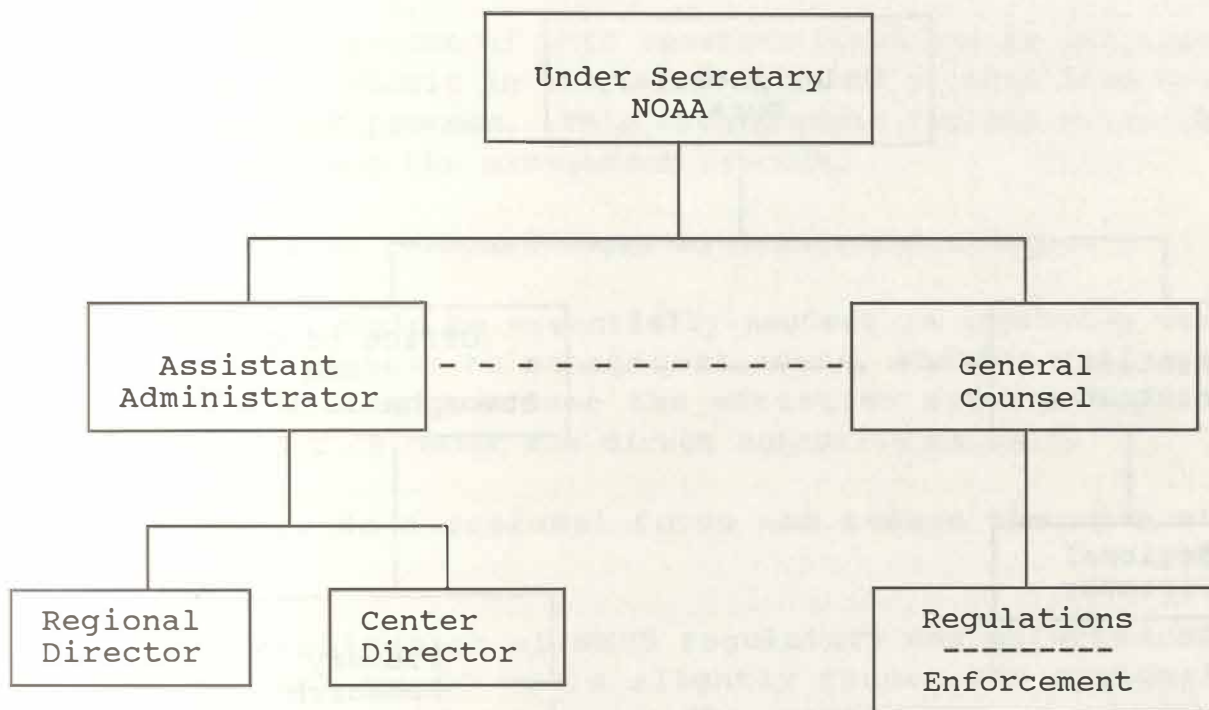 Under Secretary
NOAA
Assistant
Administrator
General
Counsel
Regional
Director
Center
Director
Regulations
Enforcement